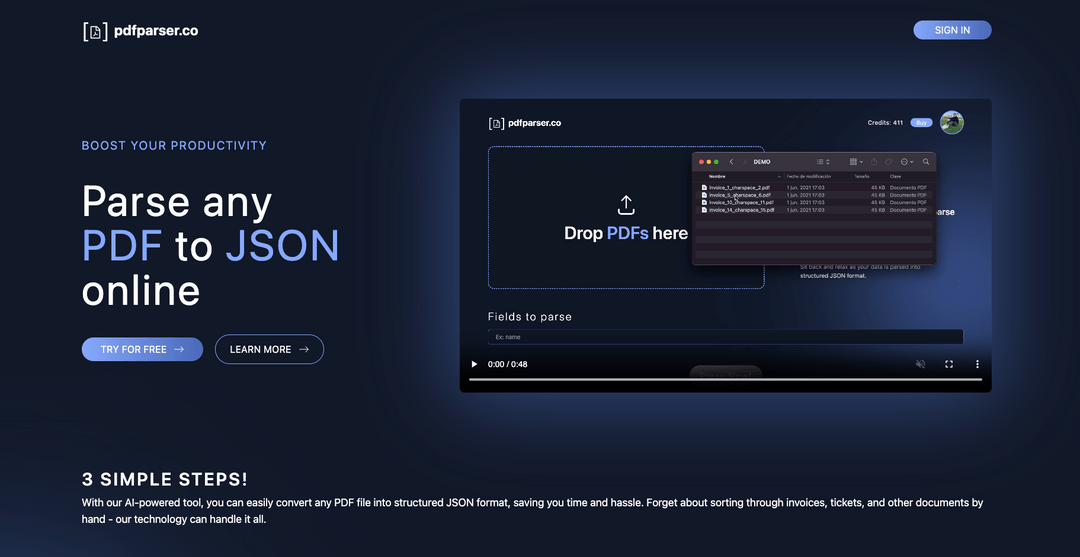 pdfparser.co
SIGN IN
BOOST YOUR PRODUCTIVITY
Parse any
PDF to JSON
online
TRY FOR FREE
LEARN MORE
pdfparser.co
Credits: 411
Buy
Drop PDFs here
DEMO
Nombre Fecha de modificación Tamaño Clase
invoice_1_charspace_2.pdf 1 jun. 2021 17:03 45 KB Documento PDF
invoice_5_charspace_6.pdf 1 jun. 2021 17:03 45 KB Documento PDF
invoice_10_charspace_11.pdf 1 jun. 2021 17:03 45 KB Documento PDF
invoice_14_charspace_15.pdf 1 jun. 2021 17:03 45 KB Documento PDF
arse
Sit back and relax as your data is parsed into
structured JSON format.
Fields to parse
Ex: name
0:00 / 0:48
3 SIMPLE STEPS!
With our AI-powered tool, you can easily convert any PDF file into structured JSON format, saving you time and hassle. Forget about sorting through invoices, tickets, and other documents by
hand - our technology can handle it all.